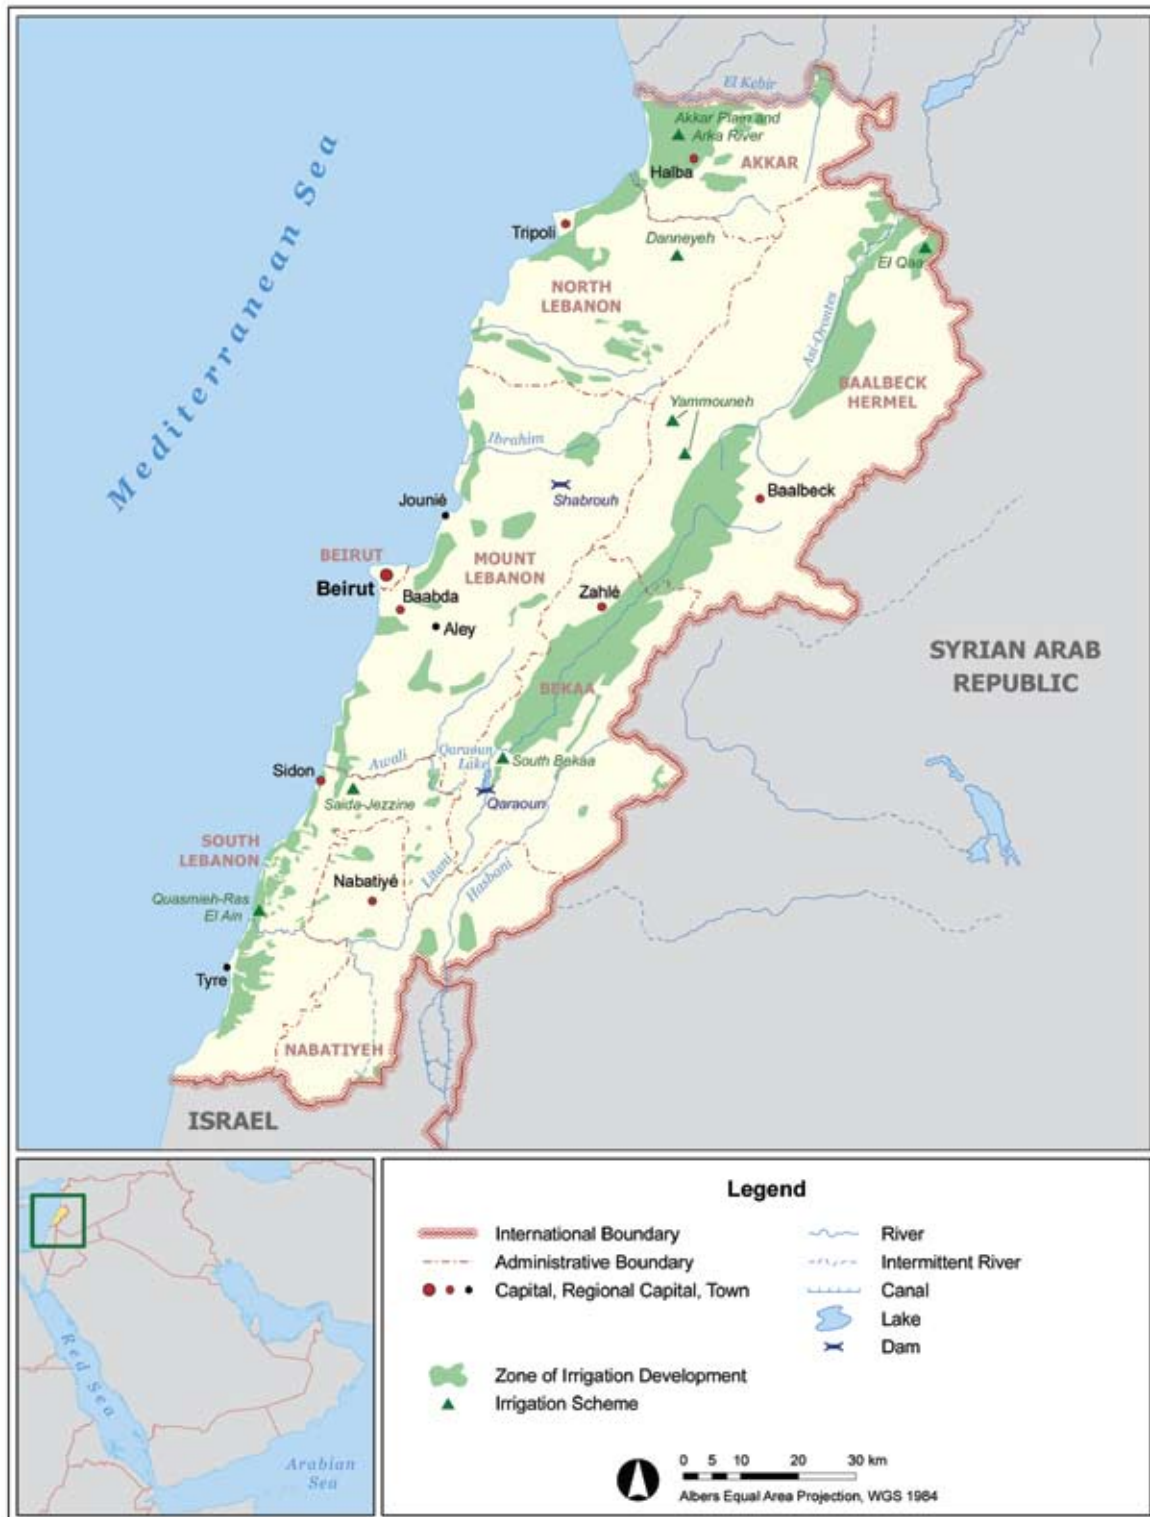 El Kebir
Akkar Plain and
Arka River
AKKAR
Halba
Mediterranean Sea
Tripoli
Danneyeh
El Qaa
NORTH
LEBANON
Asi-Orontes
BAALBECK
HERMEL
Yammouneh
Ibrahim
Shabrouh
Baalbeck
Jounié
BEIRUT
MOUNT
LEBANON
Beirut
Zahlé
Baabda
Aley
SYRIAN ARAB
REPUBLIC
BEKAA
Awali
Qaraoun
Lake
South Bekaa
Sidon
Saida-Jezzine
Qaraoun
SOUTH
LEBANON
Litani
Hasbani
Nabatiyé
Quasmieh-Ras
El Ain
Tyre
NABATIYEH
ISRAEL
Red Sea
Arabian
Sea
Legend
International Boundary
Administrative Boundary
Capital, Regional Capital, Town
Zone of Irrigation Development
Irrigation Scheme
River
Intermittent River
Canal
Lake
Dam
0 5 10 20 30 km
Albers Equal Area Projection, WGS 1984